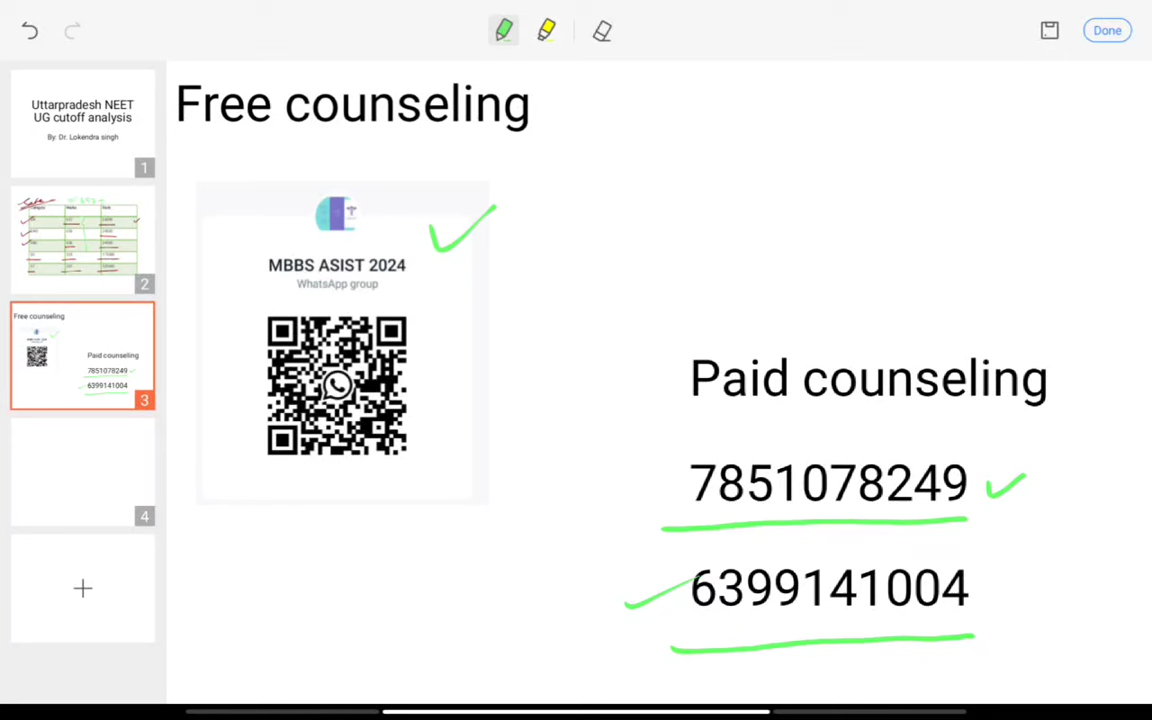 Done
Uttarpradesh NEET
UG cutoff analysis
By: Dr. Lokendra singh
1
2
Free counseling
Paid counseling
7851078249
6399141004
3
4
Free counseling
MBBS ASIST 2024
WhatsApp group
Paid counseling
7851078249
6399141004